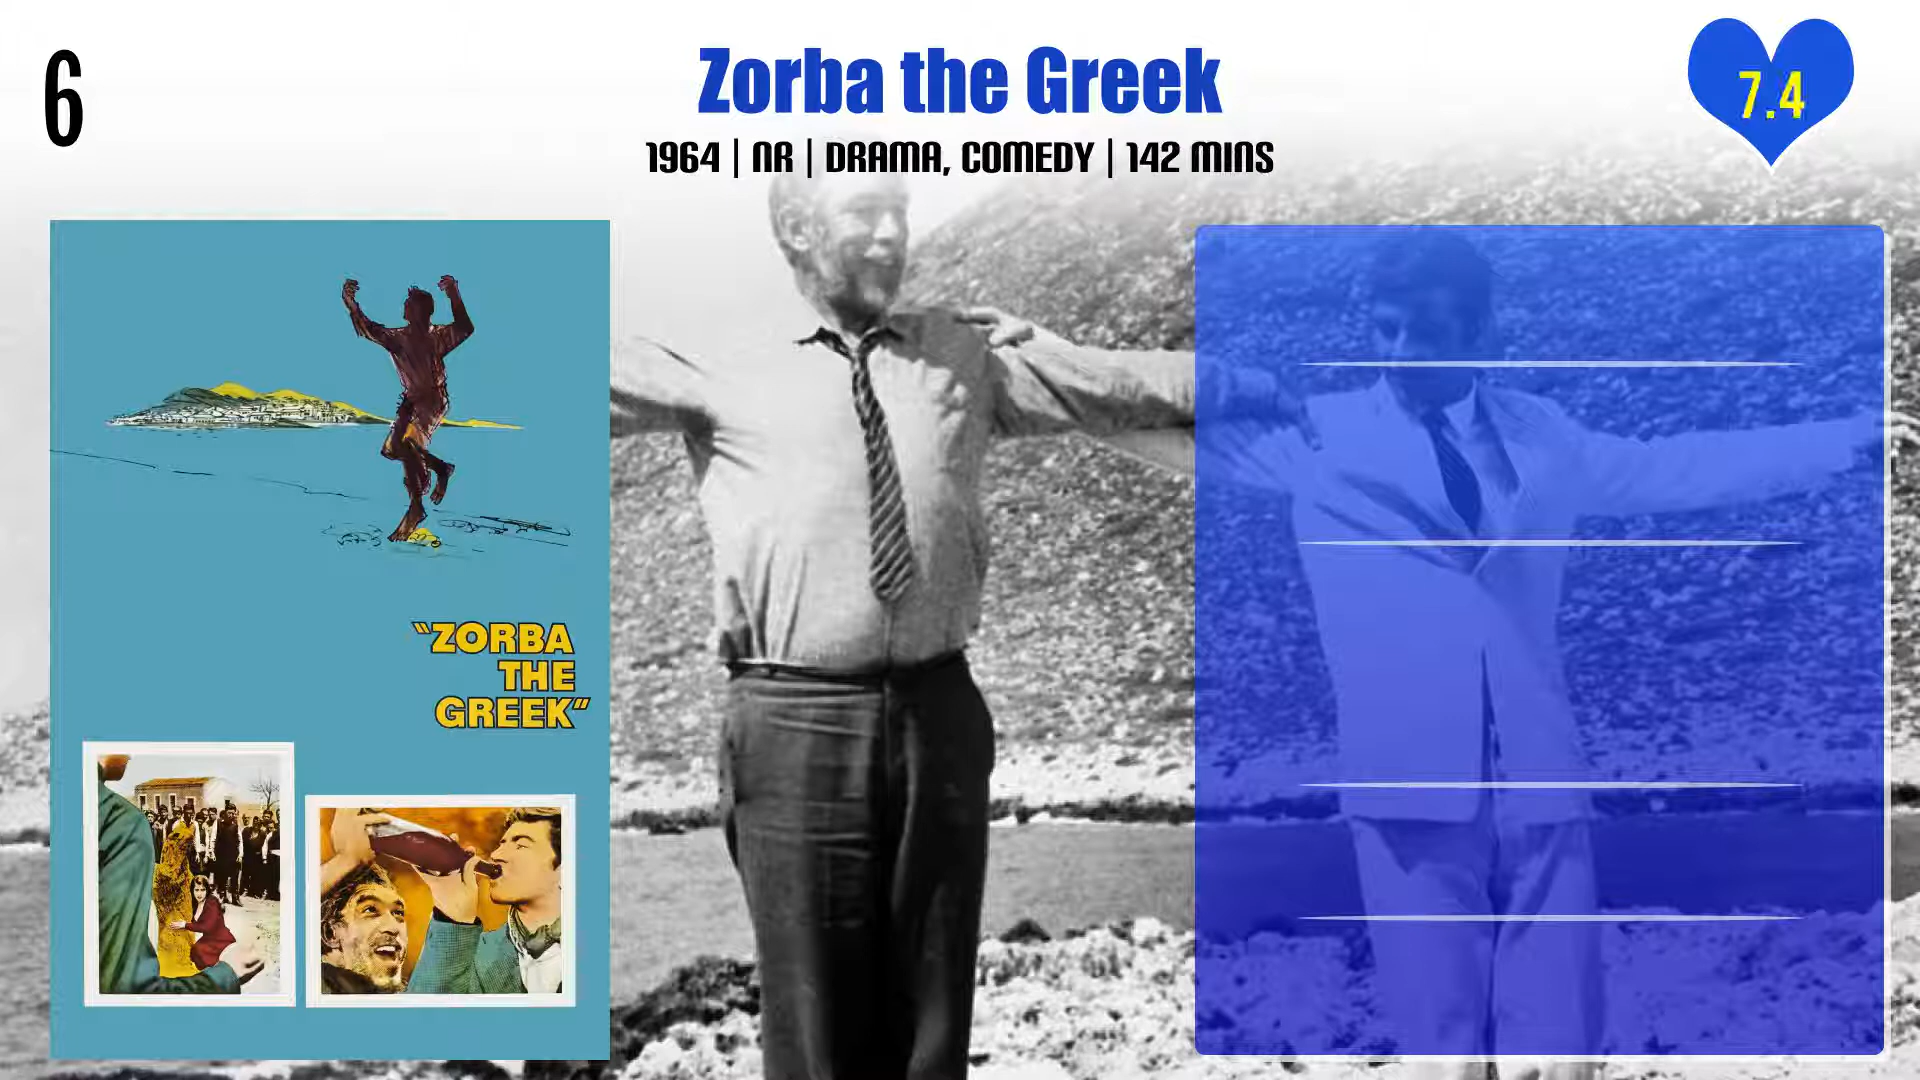 6
Zorba the Greek
7.4
1964 | NR | DRAMA, COMEDY | 142 MINS
"ZORBA
THE
GREEK"